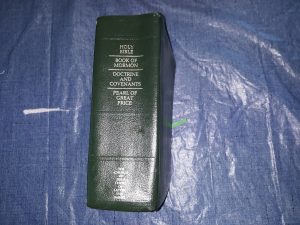 HOLY
BIBLE
BOOK OF
MORMON
DOCTRINE
AND
COVENANTS
PEARL OF
GREAT
PRICE